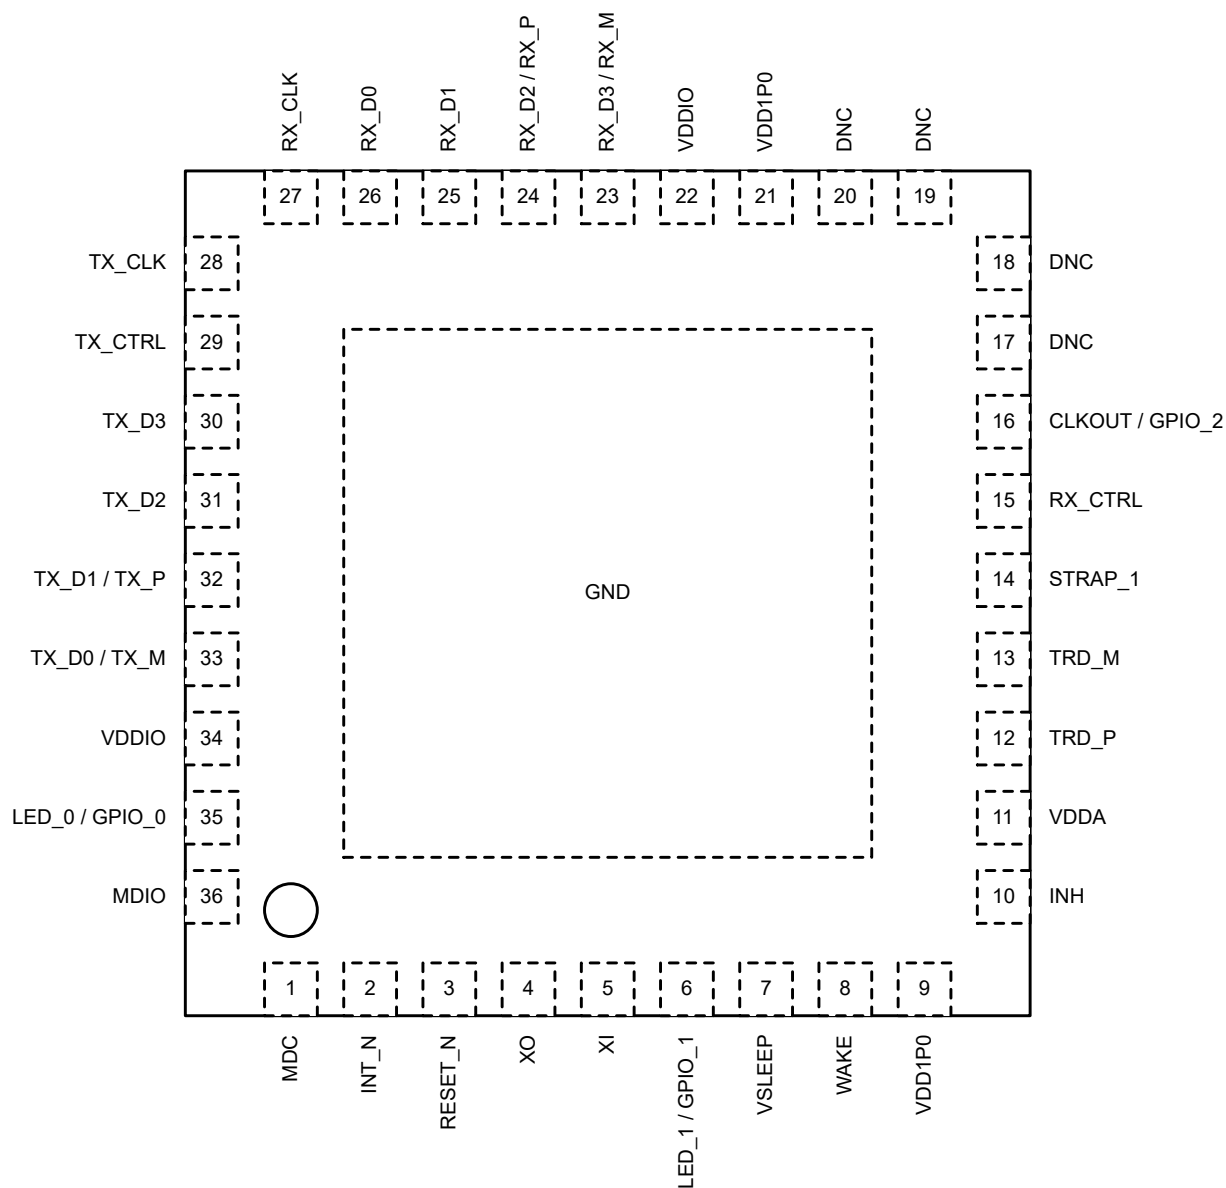 RX_CLK
RX_D0
RX_D1
RX_D2 / RX_P
RX_D3 / RX_M
VDDIO
VDD1P0
DNC
DNC
27
26
25
24
23
22
21
20
19
TX_CLK
28
18
DNC
TX_CTRL
29
17
DNC
TX_D3
30
16
CLKOUT / GPIO_2
TX_D2
31
15
RX_CTRL
TX_D1 / TX_P
32
14
STRAP_1
GND
TX_D0 / TX_M
33
13
TRD_M
VDDIO
34
12
TRD_P
LED_0 / GPIO_0
35
11
VDDA
MDIO
36
10
INH
1
2
3
4
5
6
7
8
9
MDC
INT_N
RESET_N
XO
XI
LED_1 / GPIO_1
VSLEEP
WAKE
VDD1P0